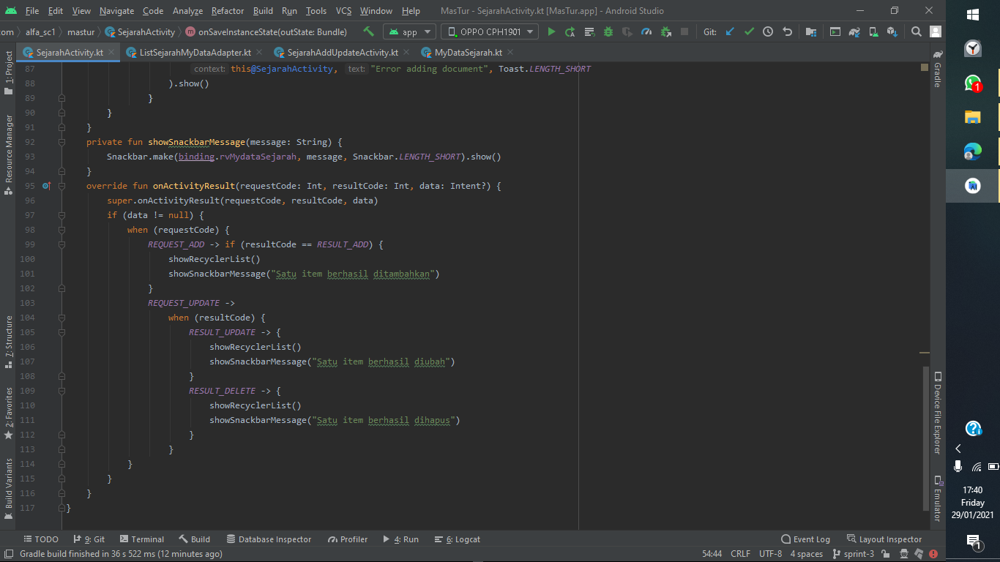 File Edit View Navigate Code Analyze Refactor Build Run Tools VCS Window Help MasTur - SejarahActivity.kt [MasTur.app] - Android Studio
om alfa_sc1 mastur SejarahActivity onSaveInstanceState(outState: Bundle) app OPPO CPH1901 Git:
SejarahActivity.kt ListSejarahMyDataAdapter.kt SejarahAddUpdateActivity.kt MyDataSejarah.kt
1: Project
Resource Manager
7: Structure
2: Favorites
Build Variants
87 context: this@SejarahActivity, text: "Error adding document", Toast.LENGTH_SHORT
88 ).show()
89 }
90 }
91 }
92 private fun showSnackbarMessage(message: String) {
93 Snackbar.make(binding.rvMydataSejarah, message, Snackbar.LENGTH_SHORT).show()
94 }
95 override fun onActivityResult(requestCode: Int, resultCode: Int, data: Intent?) {
96 super.onActivityResult(requestCode, resultCode, data)
97 if (data != null) {
98 when (requestCode) {
99 REQUEST_ADD -> if (resultCode == RESULT_ADD) {
100 showRecyclerList()
101 showSnackbarMessage("Satu item berhasil ditambahkan")
102 }
103 REQUEST_UPDATE ->
104 when (resultCode) {
105 RESULT_UPDATE -> {
106 showRecyclerList()
107 showSnackbarMessage("Satu item berhasil diubah")
108 }
109 RESULT_DELETE -> {
110 showRecyclerList()
111 showSnackbarMessage("Satu item berhasil dihapus")
112 }
113 }
114 }
115 }
116 }
117 }
Gradle
Device File Explorer
Emulator
TODO 9: Git Terminal Build Database Inspector Profiler 4: Run 6: Logcat Event Log Layout Inspector
Gradle build finished in 36 s 522 ms (12 minutes ago) 54:44 CRLF UTF-8 4 spaces sprint-3
1
17:40
Friday
29/01/2021
1